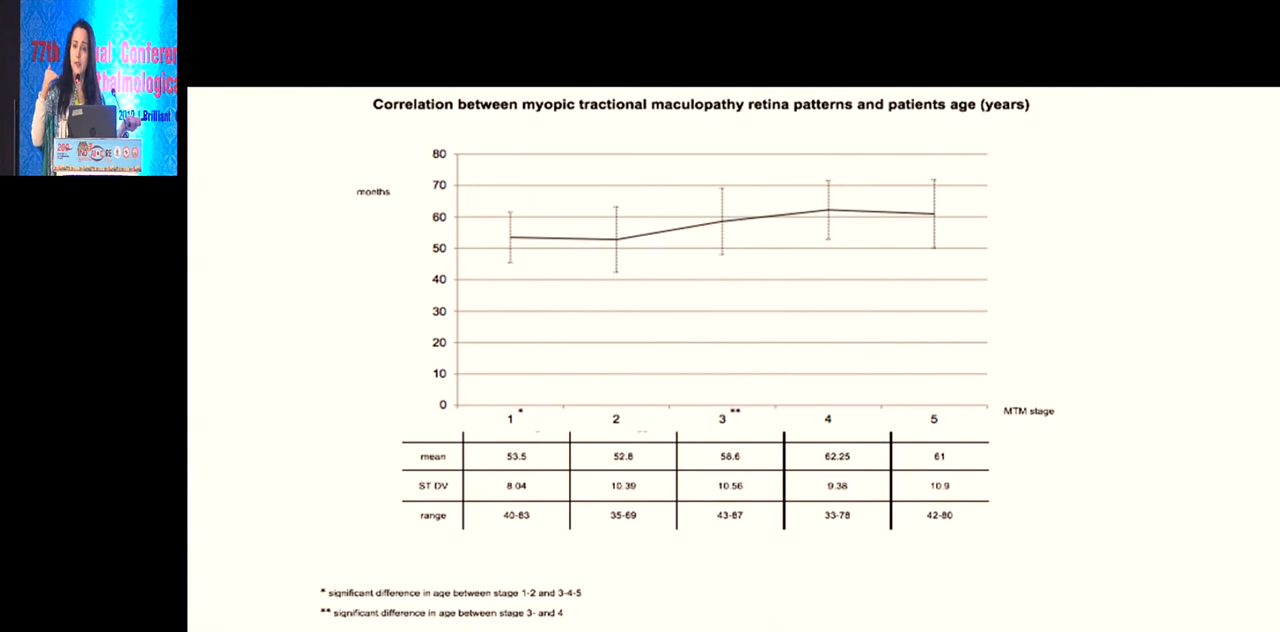 77th ual Conferen
thalmologica
Brilliant
Correlation between myopic tractional maculopathy retina patterns and patients age (years)
months
80
70
60
50
40
30
20
10
0
1 * 2 3 ** 4 5
MTM stage
mean 53.5 52.8 58.6 62.25 61
ST DV 8.04 10.39 10.56 9.38 10.9
range 40-83 35-69 43-87 33-78 42-80
* significant difference in age between stage 1-2 and 3-4-5
** significant difference in age between stage 3- and 4